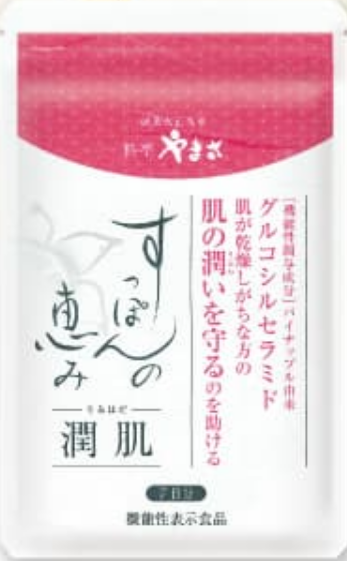 料亭 やまさ
[機能性関与成分]パイナップル由来
グルコシルセラミド
肌が乾燥しがちな方の
肌の潤いを守るのを助ける
すっぽんの
恵み
うるはだ
潤肌
7日分
機能性表示食品